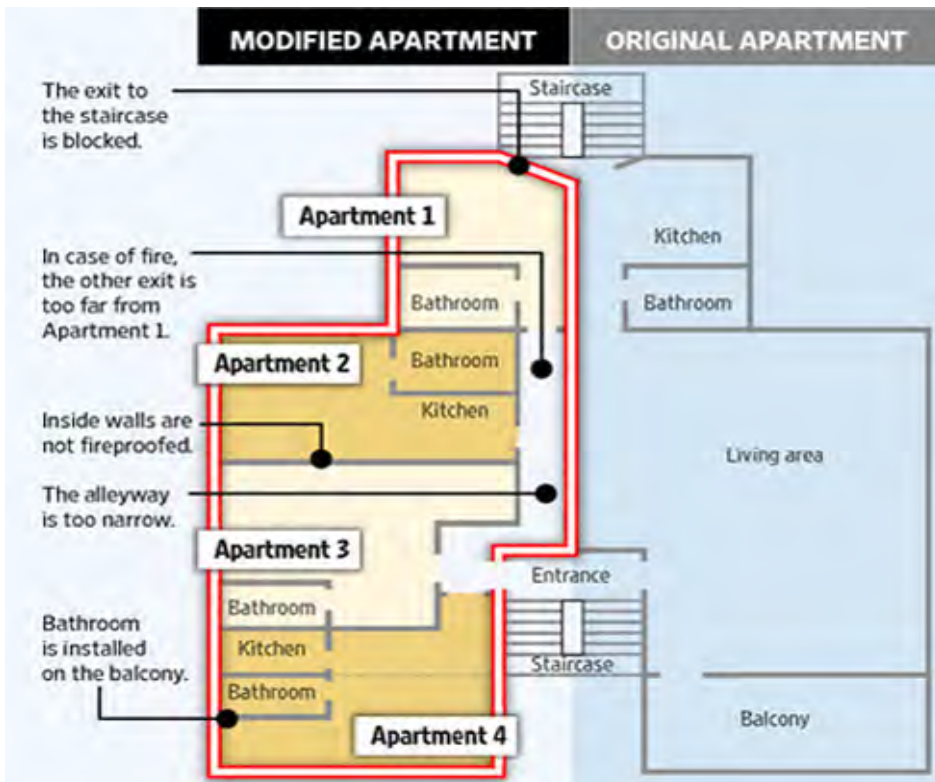 MODIFIED APARTMENT
ORIGINAL APARTMENT
The exit to
the staircase
is blocked.
Staircase
Apartment 1
Kitchen
In case of fire,
the other exit is
too far from
Apartment 1.
Bathroom
Bathroom
Apartment 2
Bathroom
Kitchen
Inside walls are
not fireproofed.
Living area
The alleyway
is too narrow.
Apartment 3
Entrance
Bathroom
Bathroom
is installed
on the balcony.
Kitchen
Staircase
Bathroom
Balcony
Apartment 4